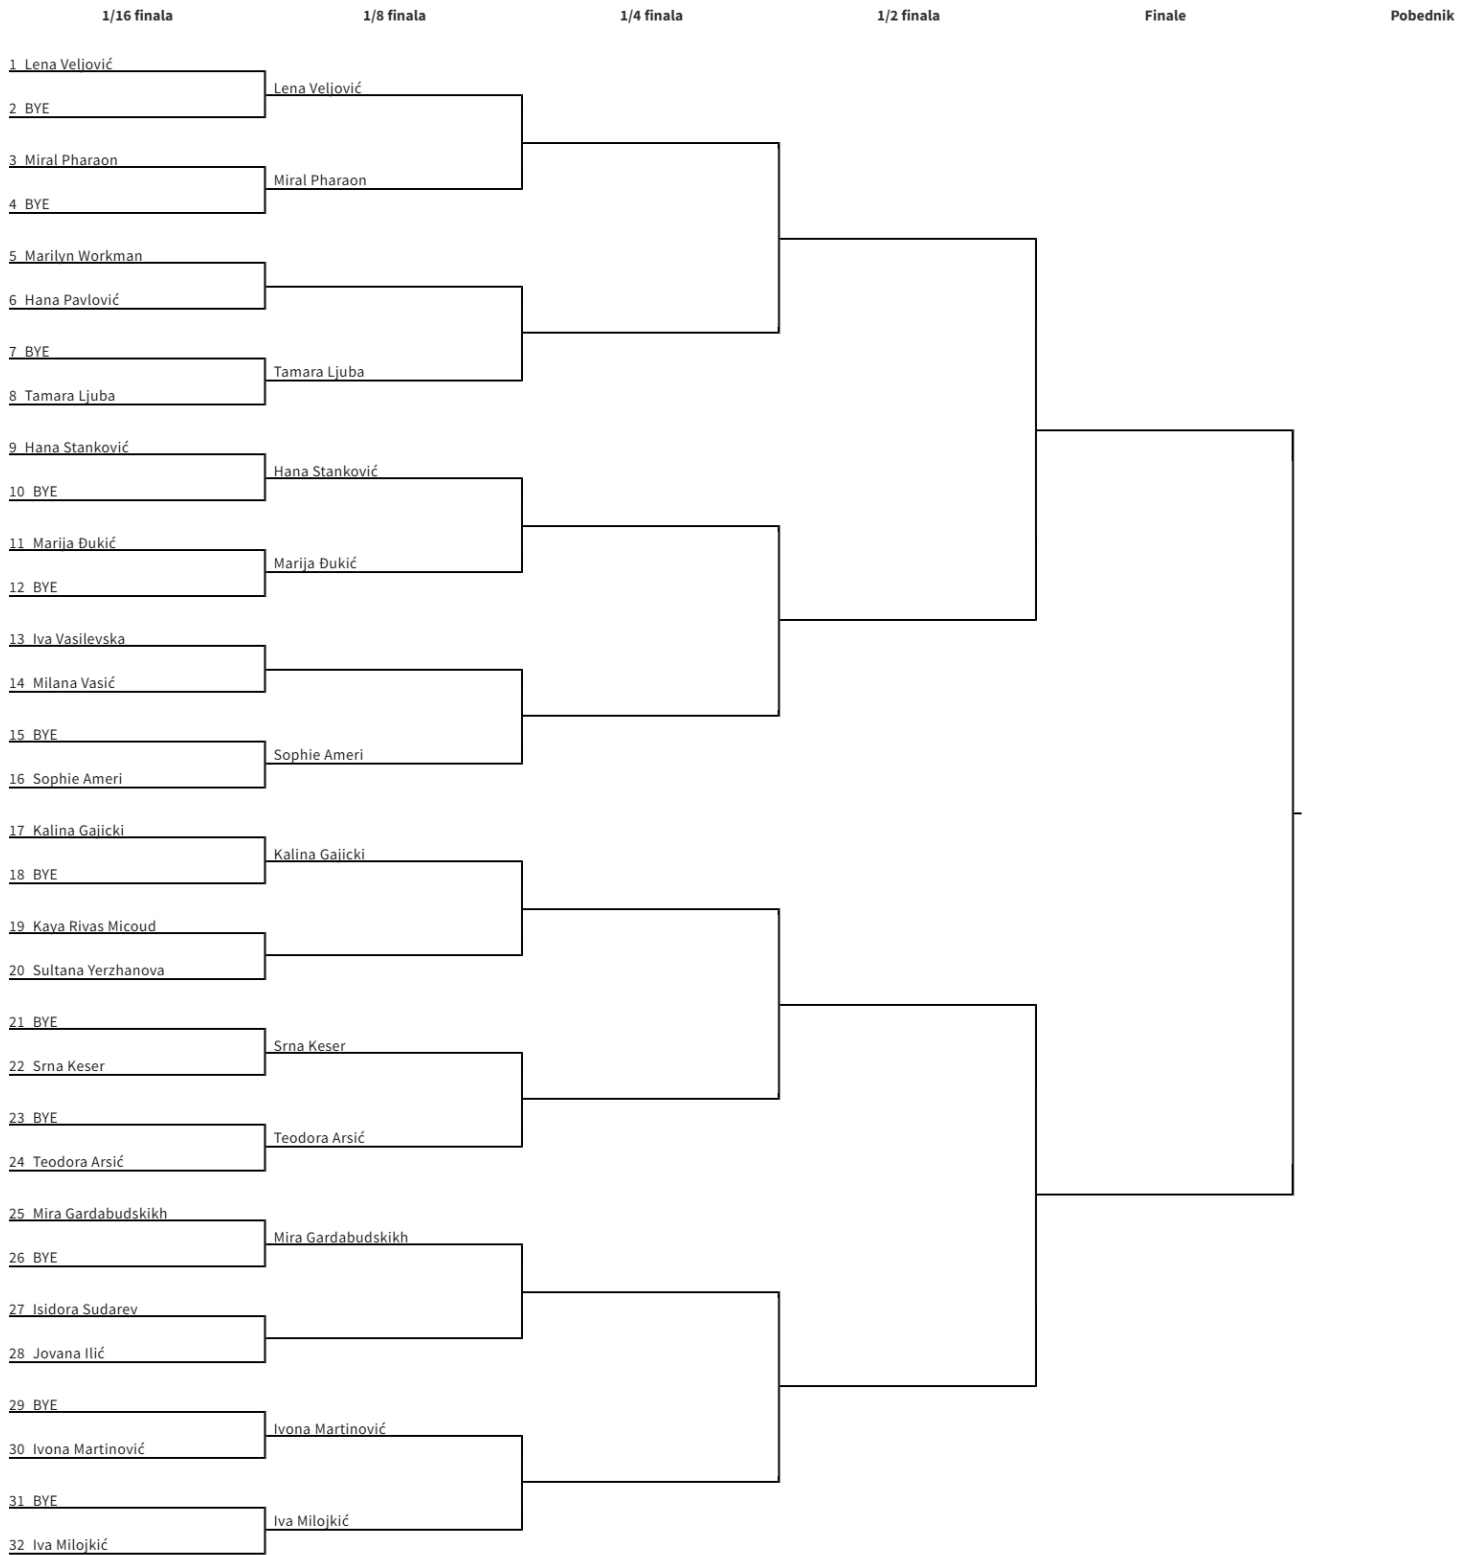 1/16 finala 1/8 finala 1/4 finala 1/2 finala Finale Pobednik
1 Lena Veljović
Lena Veljović
2 BYE
3 Miral Pharaon
Miral Pharaon
4 BYE
5 Marilyn Workman
6 Hana Pavlović
7 BYE
Tamara Ljuba
8 Tamara Ljuba
9 Hana Stanković
Hana Stanković
10 BYE
11 Marija Đukić
Marija Đukić
12 BYE
13 Iva Vasilevska
14 Milana Vasić
15 BYE
Sophie Ameri
16 Sophie Ameri
17 Kalina Gajicki
Kalina Gajicki
18 BYE
19 Kaya Rivas Micoud
20 Sultana Yerzhanova
21 BYE
Srna Keser
22 Srna Keser
23 BYE
Teodora Arsić
24 Teodora Arsić
25 Mira Gardabudskikh
Mira Gardabudskikh
26 BYE
27 Isidora Sudarev
28 Jovana Ilić
29 BYE
Ivona Martinović
30 Ivona Martinović
31 BYE
Iva Milojkić
32 Iva Milojkić